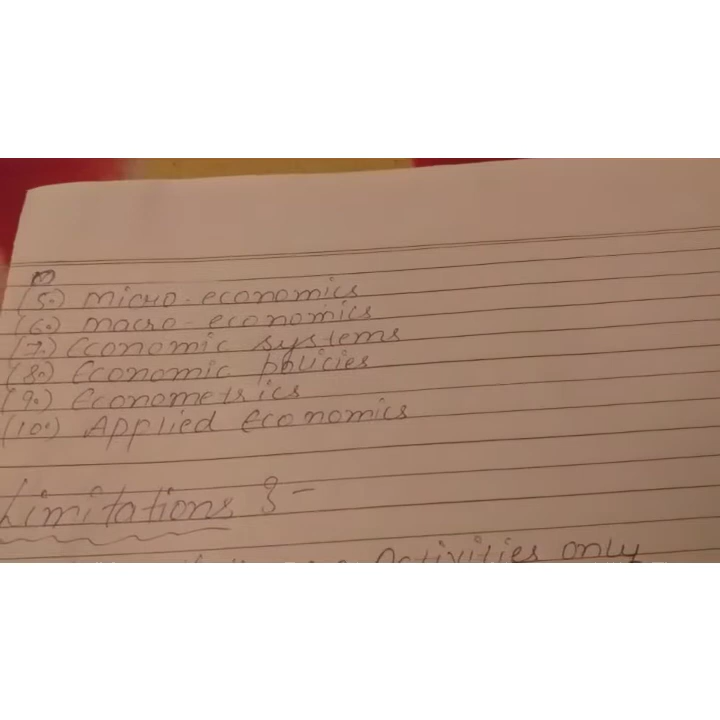 (5.) micro-economics
(6.) macro-economics
(7.) Economic systems
(8.) Economic policies
(9.) Econometrics
(10.) Applied economics
Limitations :-
Activities only